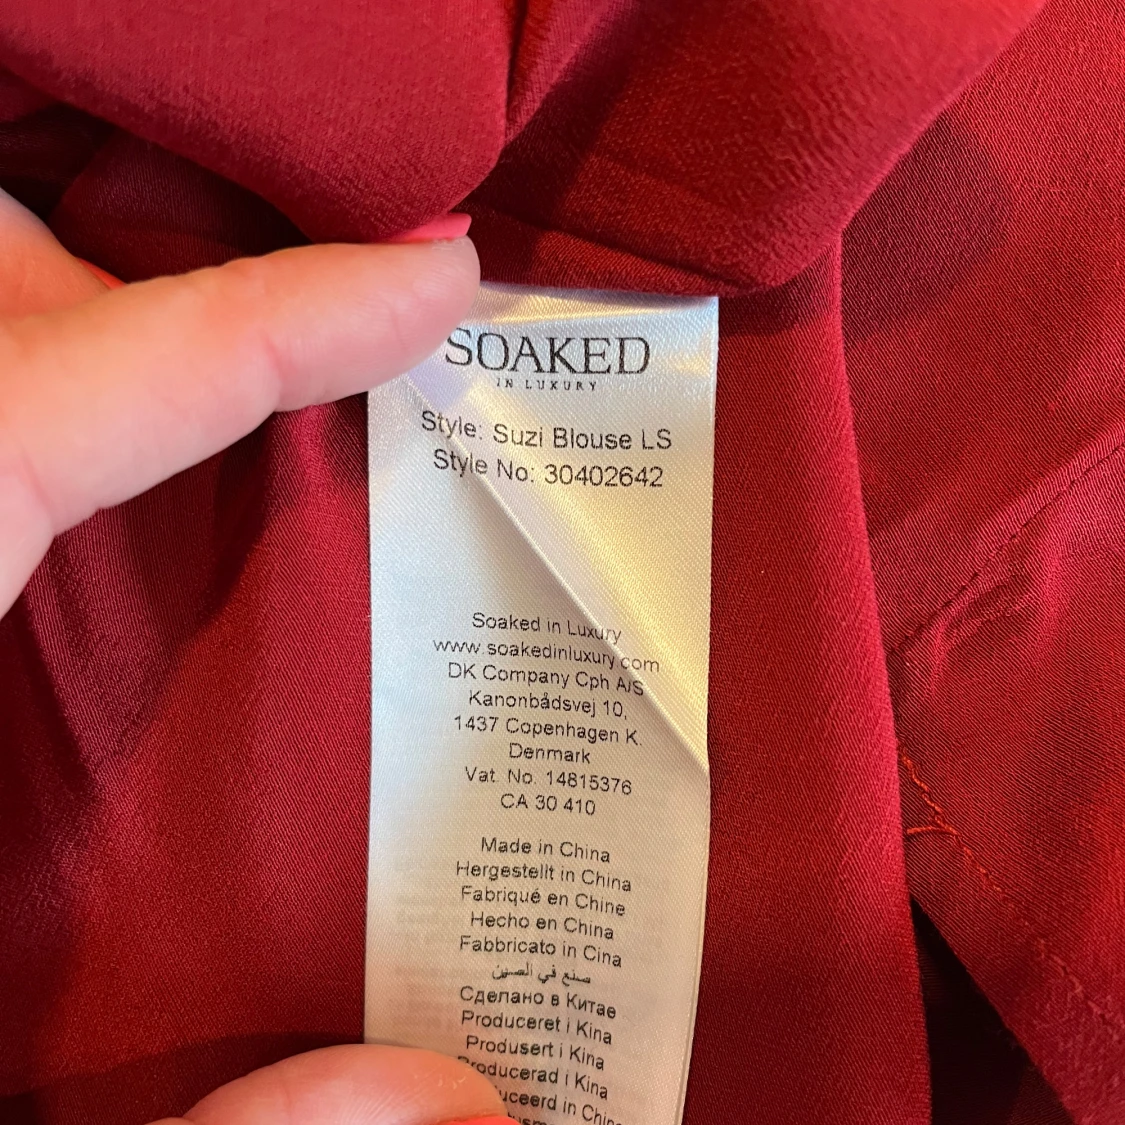 SOAKED
IN LUXURY
Style: Suzi Blouse LS
Style No: 30402642
Soaked in Luxury
www.soakedinluxury.com
DK Company Cph A/S
Kanonbådsvej 10,
1437 Copenhagen K.
Denmark
Vat. No. 14815376
CA 30 410
Made in China
Hergestellt in China
Fabriqué en Chine
Hecho en China
Fabbricato in Cina
صنع في الصين
Сделано в Китае
Produceret i Kina
Produsert i Kina
Producerad i Kina
in China